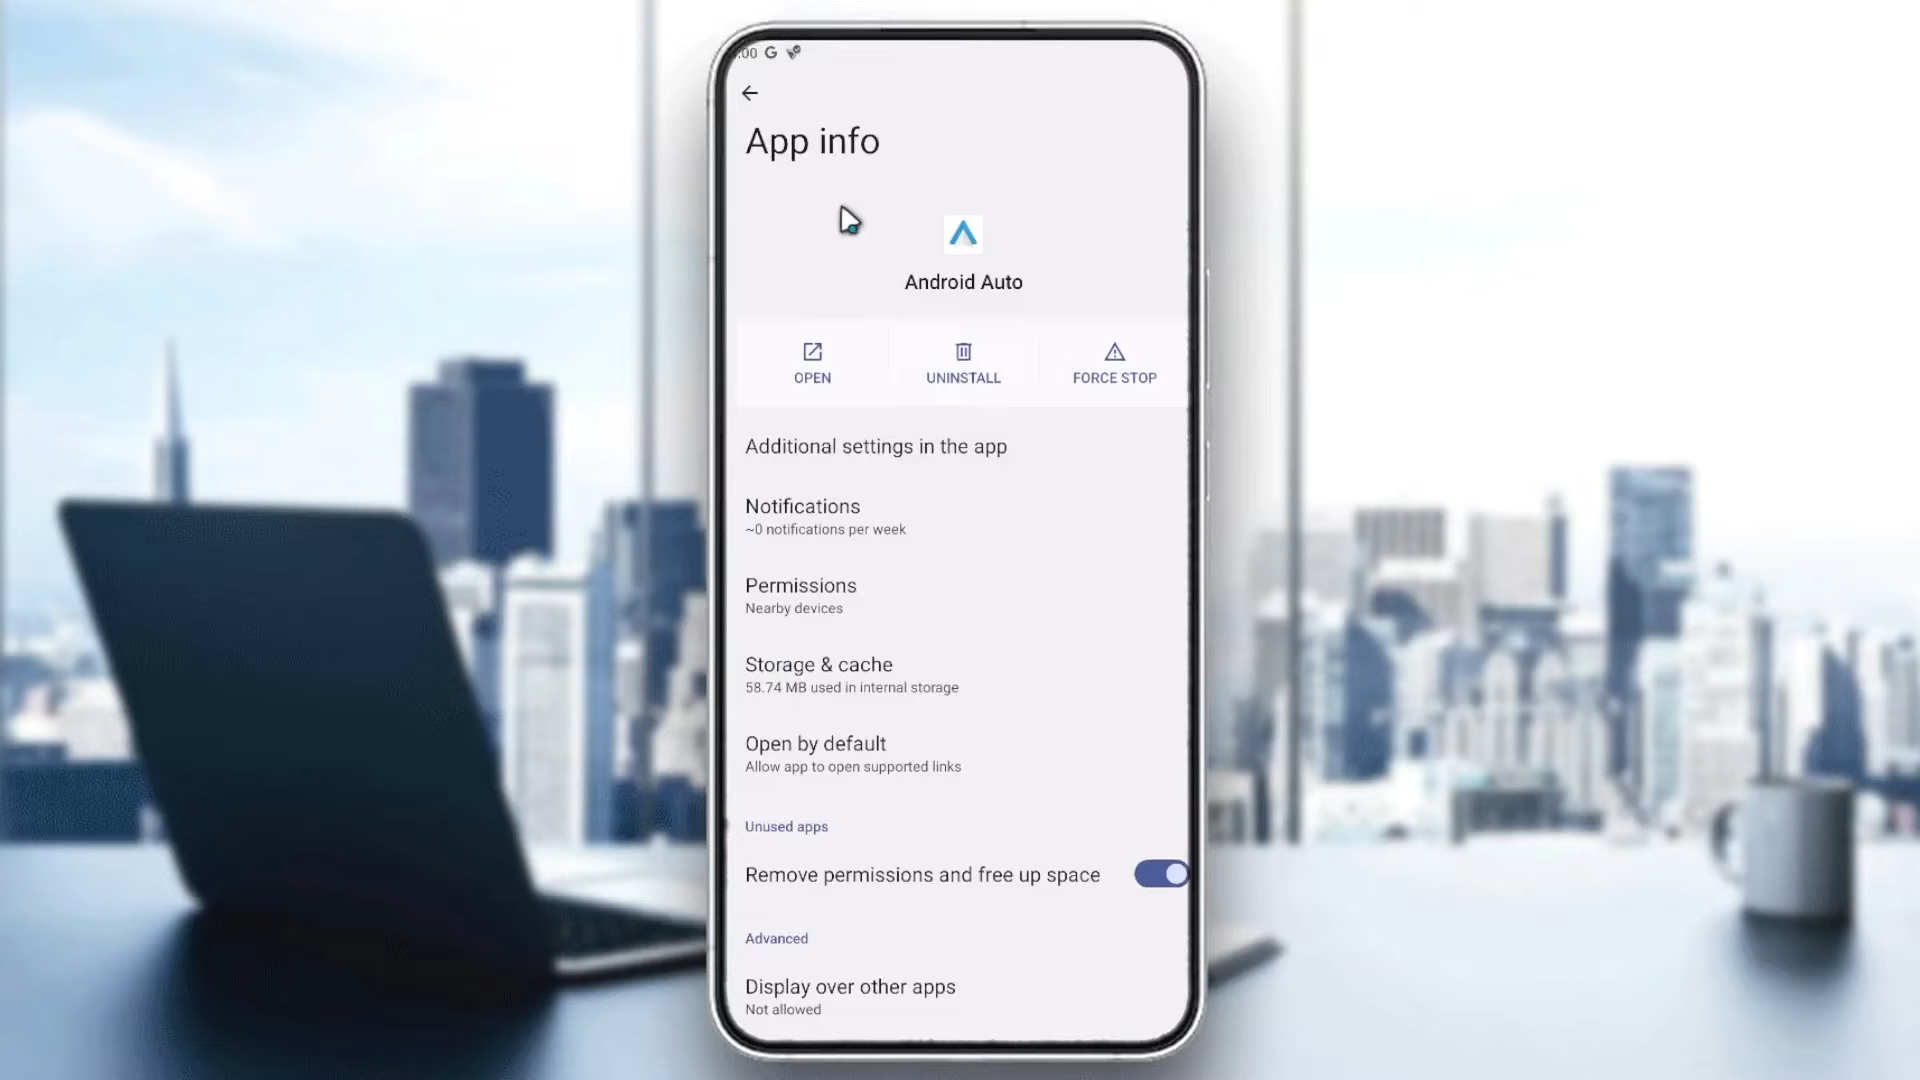 :00 G
App info
Android Auto
OPEN
UNINSTALL
FORCE STOP
Additional settings in the app
Notifications
~0 notifications per week
Permissions
Nearby devices
Storage & cache
58.74 MB used in internal storage
Open by default
Allow app to open supported links
Unused apps
Remove permissions and free up space
Advanced
Display over other apps
Not allowed